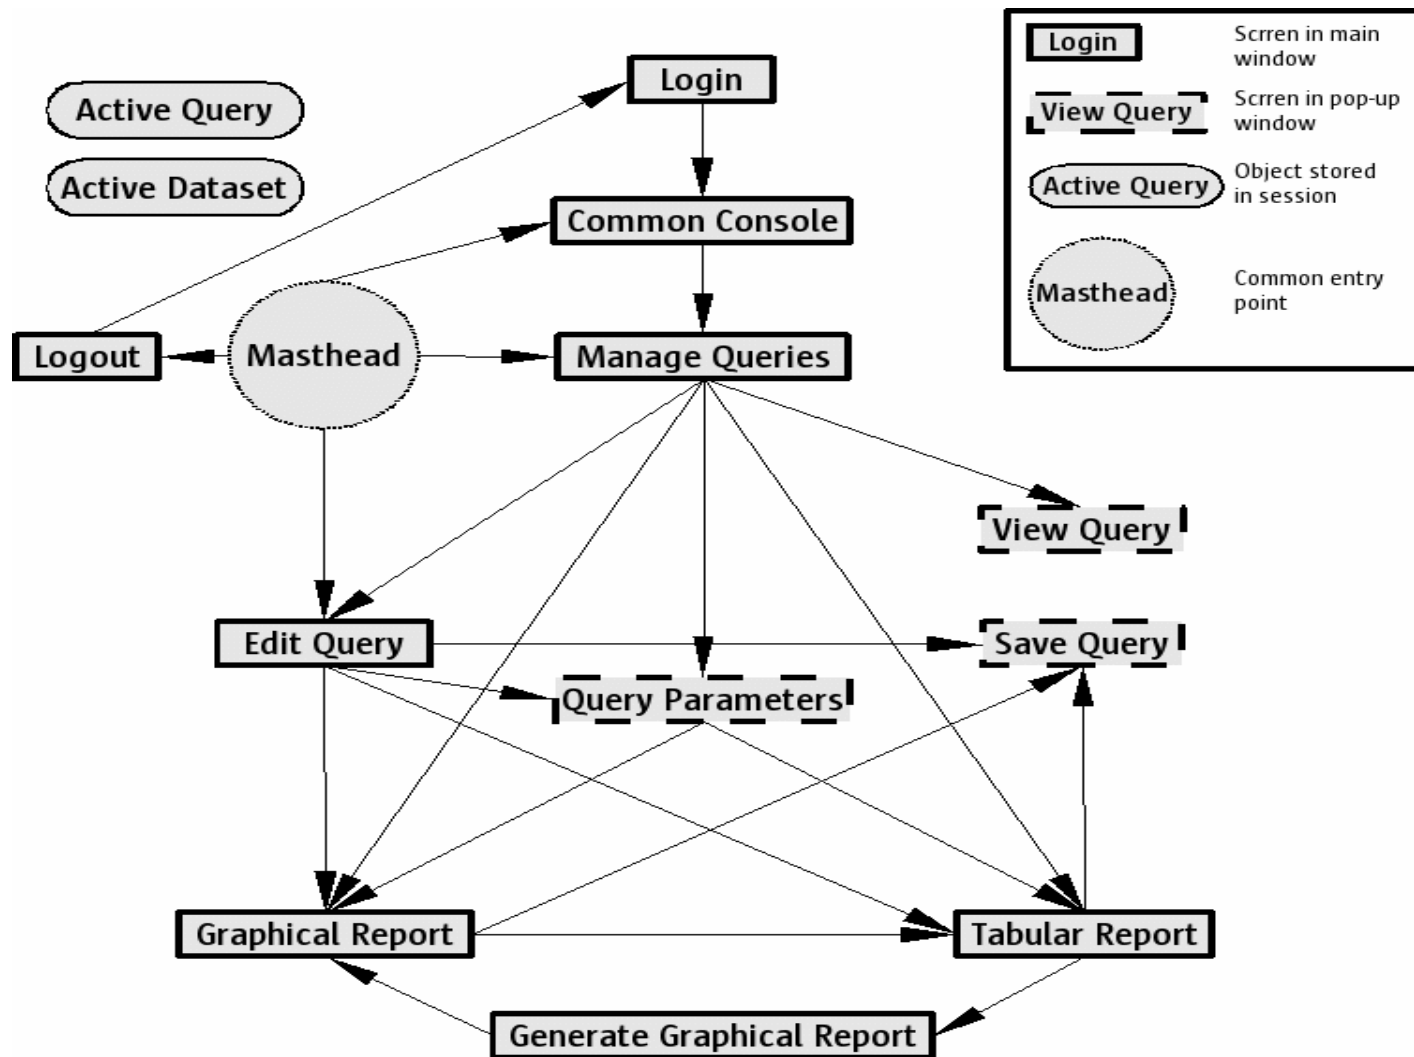 Login
Active Query
Active Dataset
Common Console
Logout
Masthead
Manage Queries
View Query
Edit Query
Save Query
Query Parameters
Graphical Report
Tabular Report
Generate Graphical Report
Login
Scrren in main
window
View Query
Scrren in pop-up
window
Active Query
Object stored
in session
Masthead
Common entry
point